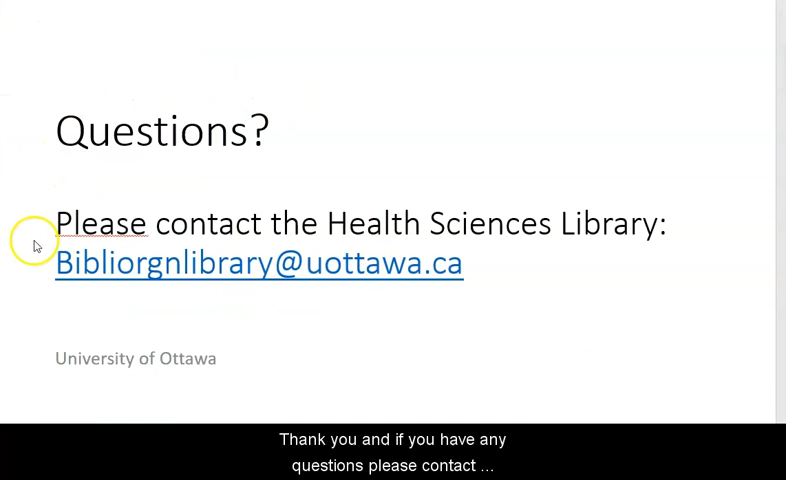 Questions?
Please contact the Health Sciences Library:
Bibliorgnlibrary@uottawa.ca
University of Ottawa
Thank you and if you have any
questions please contact ...